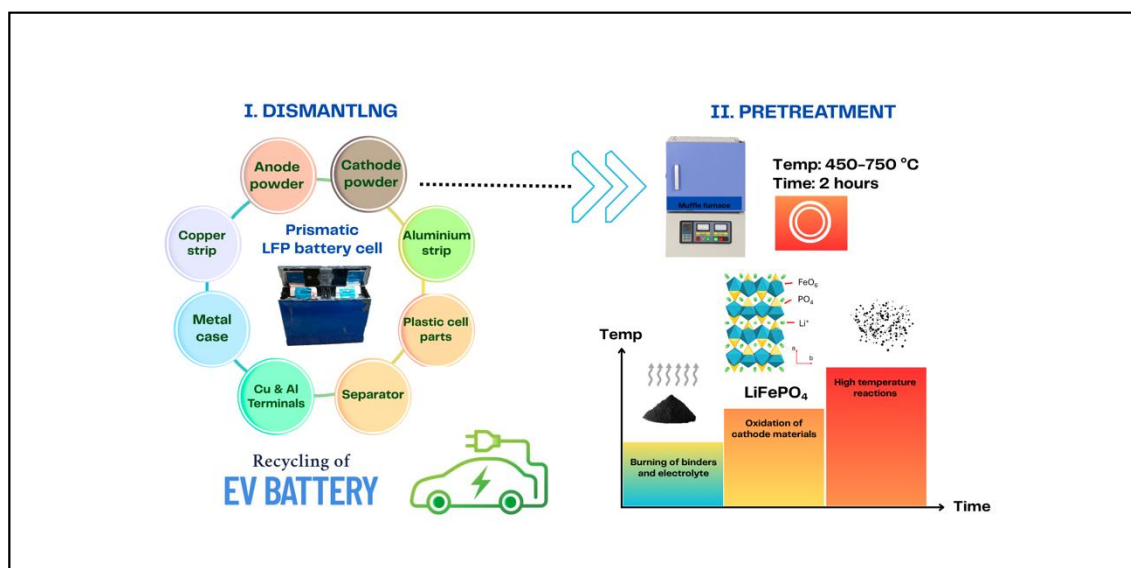 I. DISMANTLNG
Anode
powder
Cathode
powder
Copper
strip
Prismatic
LFP battery cell
Aluminium
strip
Metal
case
Plastic cell
parts
Cu & Al
Terminals
Separator
Recycling of
EV BATTERY
II. PRETREATMENT
Muffle furnace
Temp: 450-750 °C
Time: 2 hours
FeO₆
PO₄
Li⁺
a
b
Temp
LiFePO₄
Burning of binders
and electrolyte
Oxidation of
cathode materials
High temperature
reactions
Time